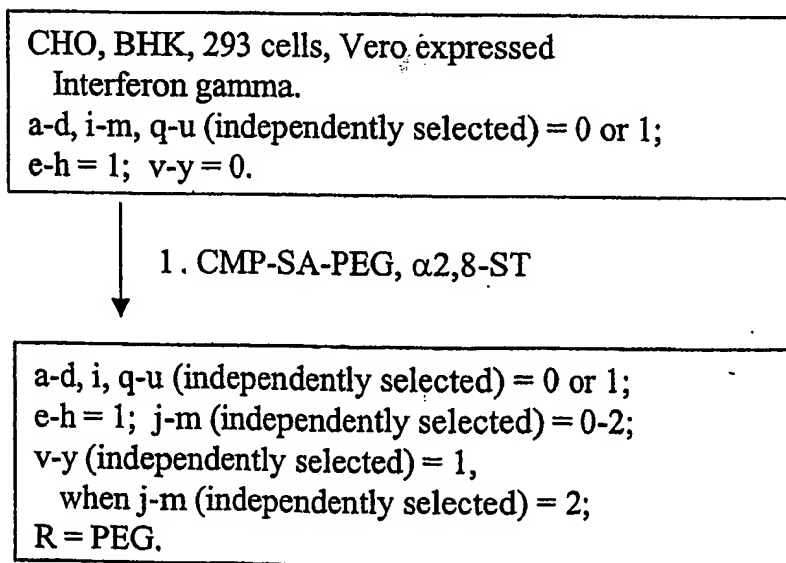 CHO, BHK, 293 cells, Vero expressed
Interferon gamma.
a-d, i-m, q-u (independently selected) = 0 or 1;
e-h = 1; v-y = 0.
1. CMP-SA-PEG, α2,8-ST
a-d, i, q-u (independently selected) = 0 or 1;
e-h = 1; j-m (independently selected) = 0-2;
v-y (independently selected) = 1,
when j-m (independently selected) = 2;
R = PEG.